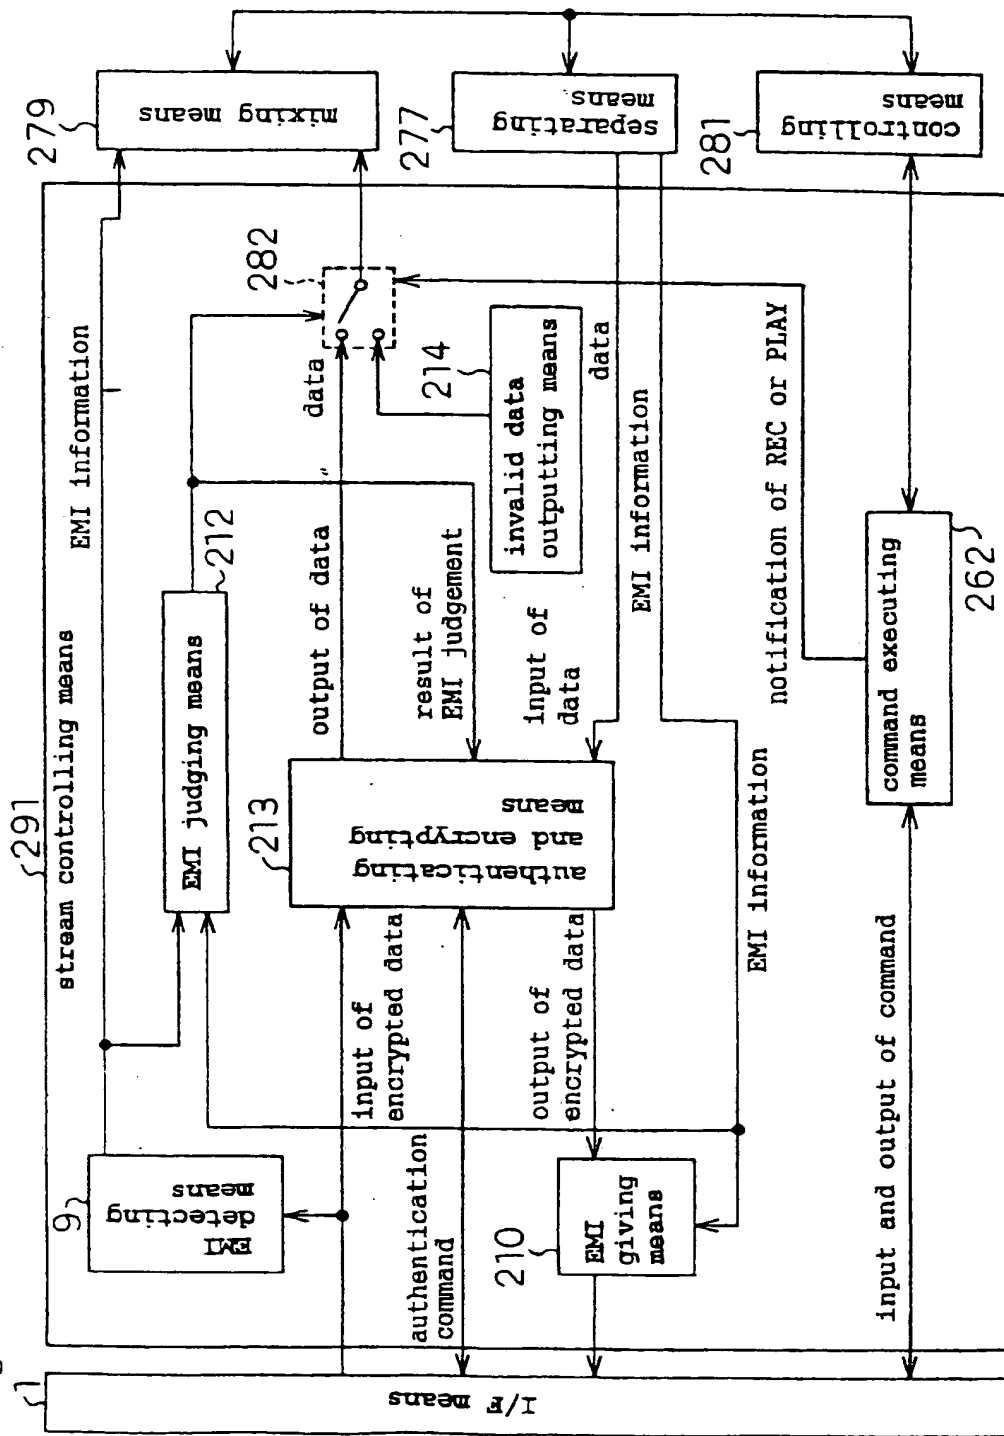 291
stream controlling means
279
mixing means
277
separating
means
281
controlling
means
EMI information
212
EMI judging means
282
data
214
invalid data
outputting means
output of data
result of
EMI judgement
input of
data
data
EMI information
notification of REC or PLAY
213
authenticating
and encrypting
means
9
EMI
detecting
means
input of
encrypted data
authentication
command
output of
encrypted data
210
EMI
giving
means
EMI information
command executing
means
262
input and output of command
1
I/F means